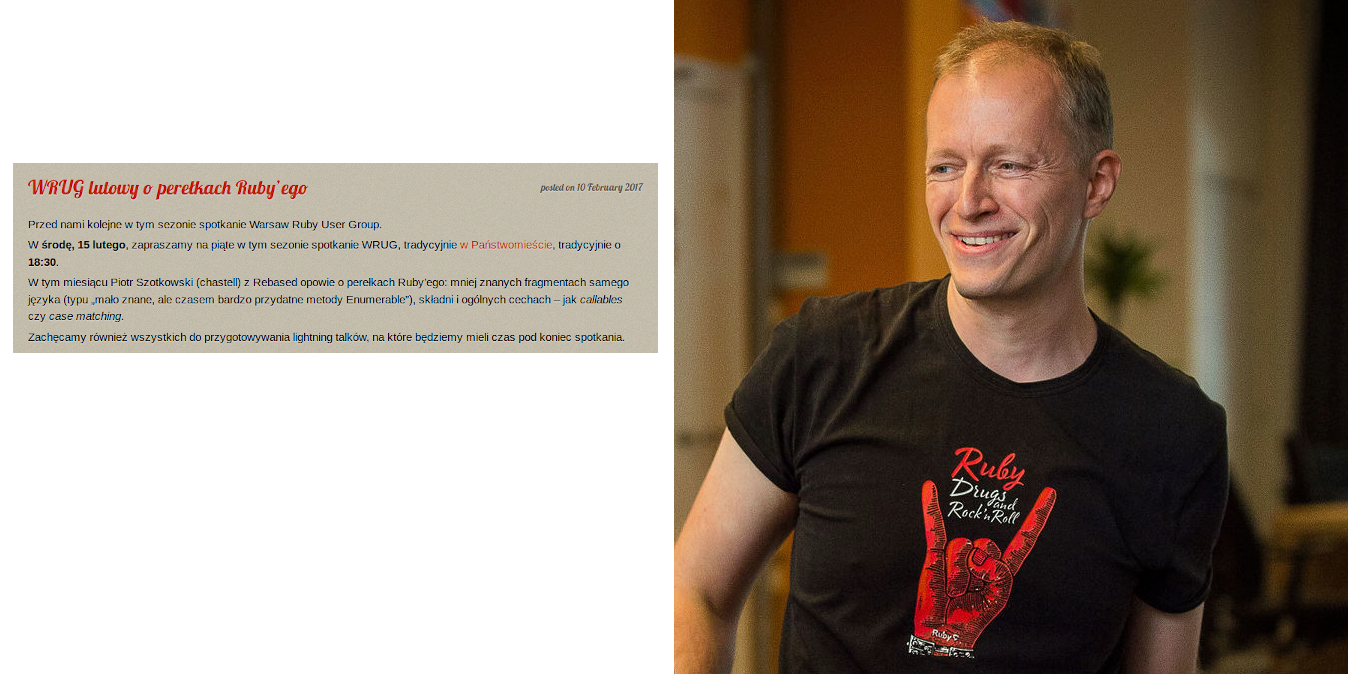 WRUG lutowy o perełkach Ruby'ego
posted on 10 February 2017
Przed nami kolejne w tym sezonie spotkanie Warsaw Ruby User Group.
W środę, 15 lutego, zapraszamy na piąte w tym sezonie spotkanie WRUG, tradycyjnie w Państwomieście, tradycyjnie o
18:30.
W tym miesiącu Piotr Szotkowski (chastell) z Rebased opowie o perełkach Ruby'ego: mniej znanych fragmentach samego
języka (typu „mało znane, ale czasem bardzo przydatne metody Enumerable”), składni i ogólnych cechach – jak callables
czy case matching.
Zachęcamy również wszystkich do przygotowywania lightning talków, na które będziemy mieli czas pod koniec spotkania.
Ruby
Drugs
and
Rock'n Roll
Ruby